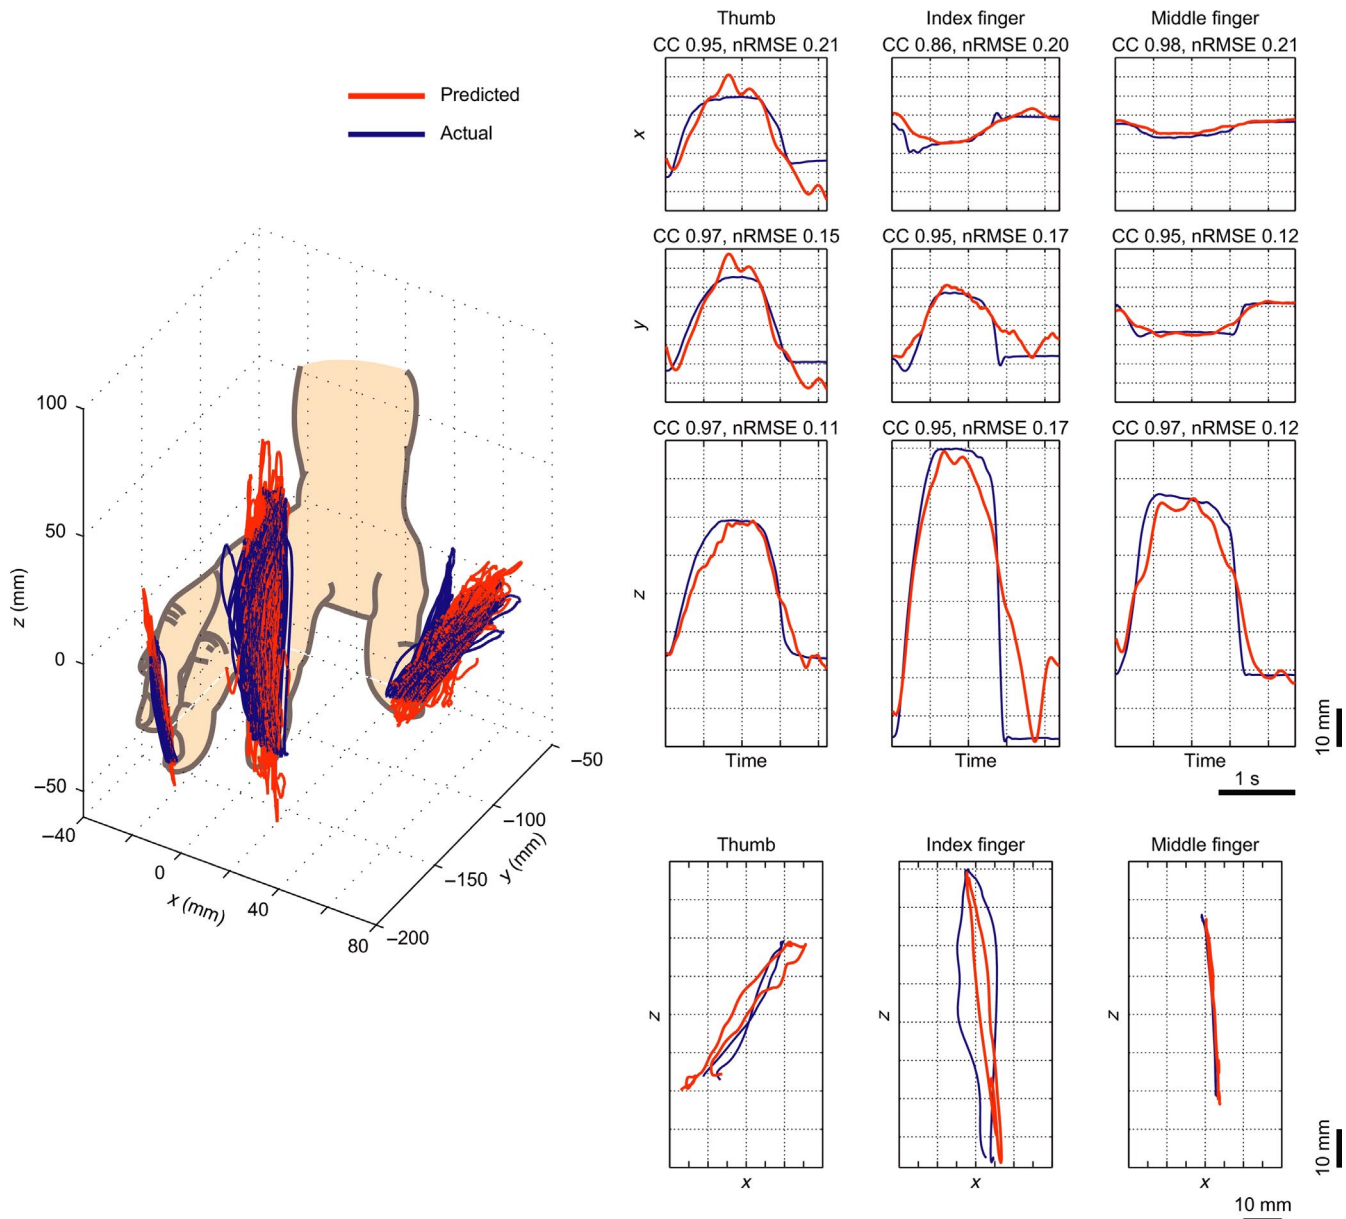 Predicted
Actual
100
50
0
−50
z (mm)
−40
0
40
80
x (mm)
−200
−150
−100
−50
y (mm)
Thumb
Index finger
Middle finger
CC 0.95, nRMSE 0.21
CC 0.86, nRMSE 0.20
CC 0.98, nRMSE 0.21
x
CC 0.97, nRMSE 0.15
CC 0.95, nRMSE 0.17
CC 0.95, nRMSE 0.12
y
CC 0.97, nRMSE 0.11
CC 0.95, nRMSE 0.17
CC 0.97, nRMSE 0.12
z
10 mm
Time
Time
Time
1 s
Thumb
Index finger
Middle finger
z
z
z
10 mm
x
x
x
10 mm